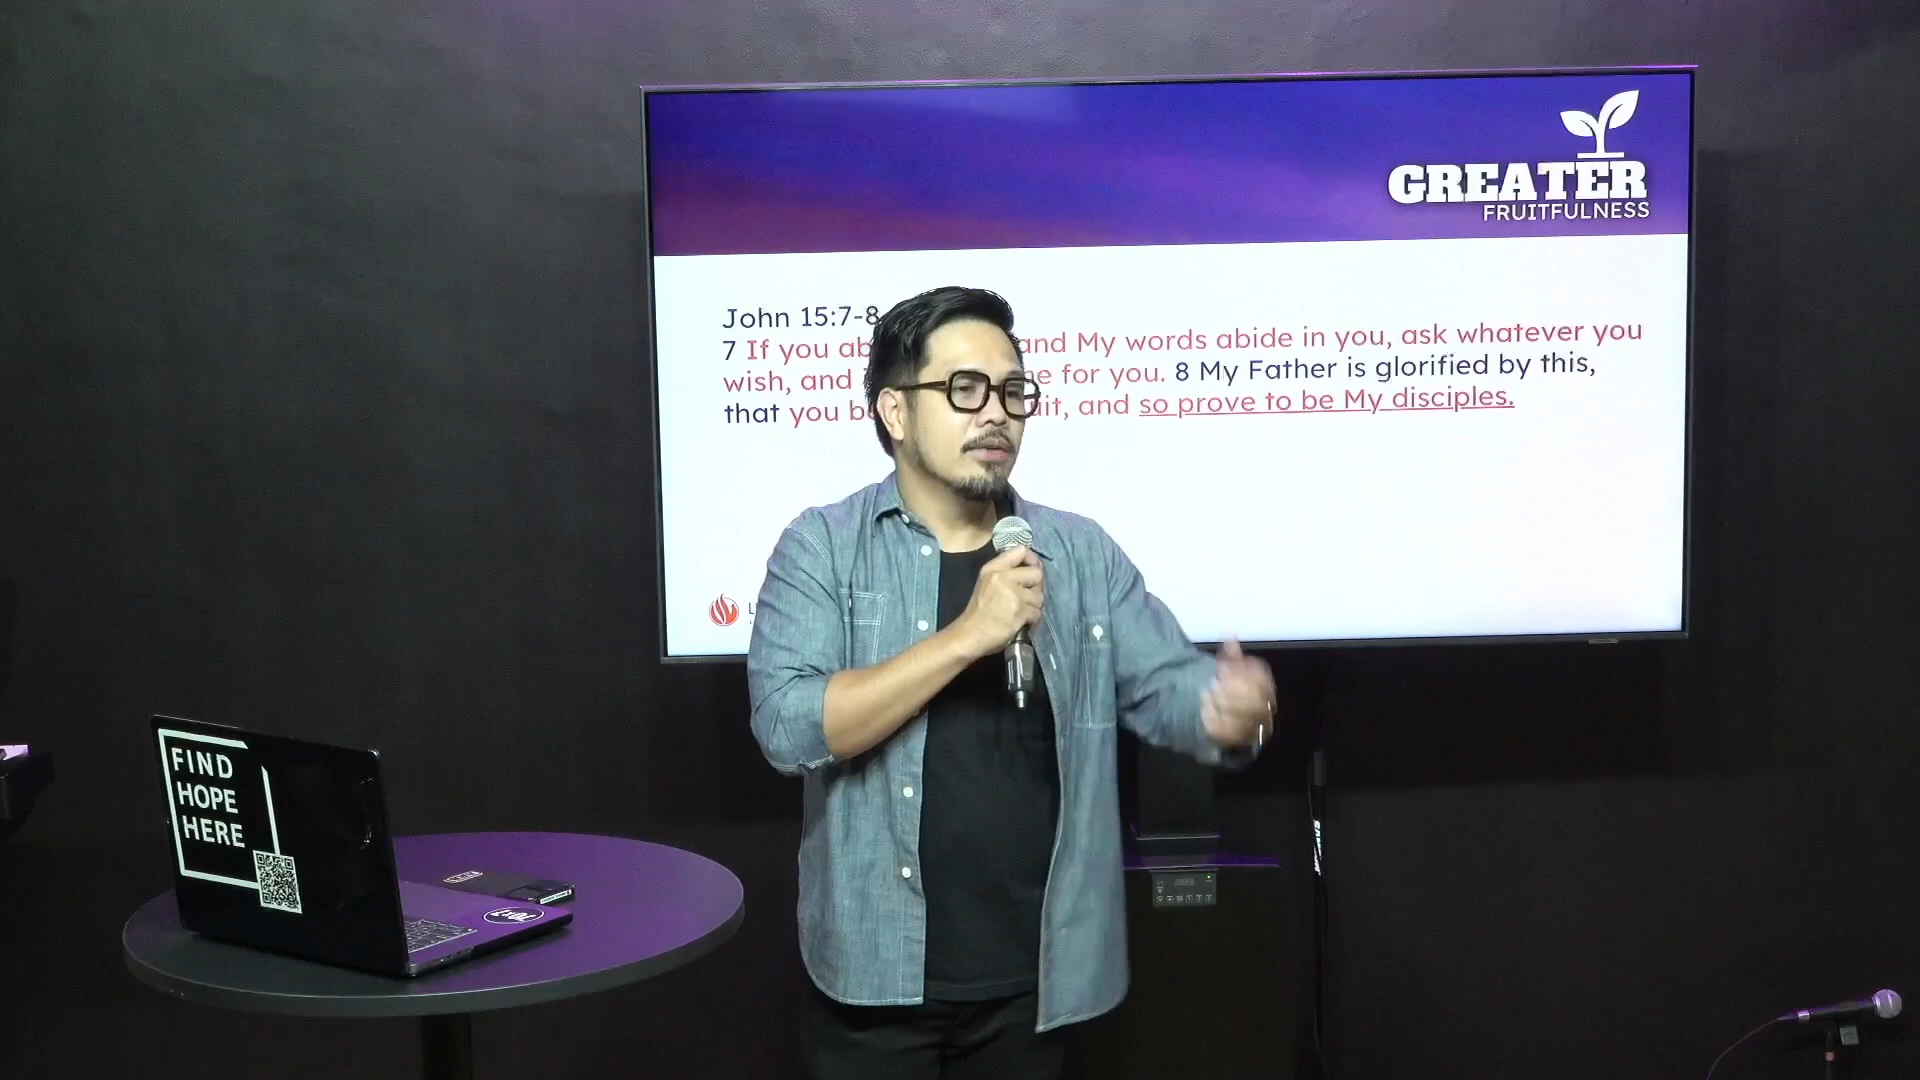 GREATER
FRUITFULNESS
John 15:7-8
7 If you ab and My words abide in you, ask whatever you
wish, and e for you. 8 My Father is glorified by this,
that you b uit, and so prove to be My disciples.
FIND
HOPE
HERE